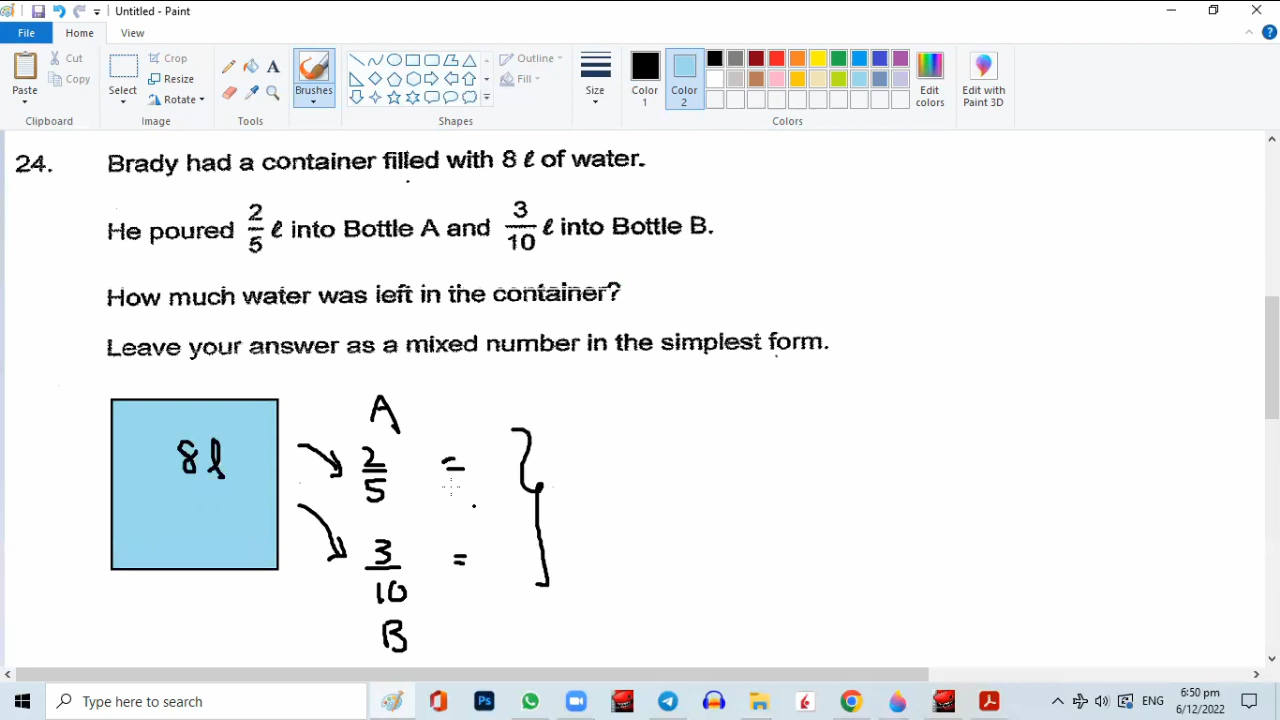 Untitled - Paint
File Home View
Paste Cut Copy Clipboard
Select Crop Resize Rotate Image
A Tools
Brushes
Outline Fill Shapes
Size
Color 1 Color 2 Colors
Edit colors
Edit with Paint 3D
24. Brady had a container filled with 8 ℓ of water.
He poured 2/5 ℓ into Bottle A and 3/10 ℓ into Bottle B.
How much water was left in the container?
Leave your answer as a mixed number in the simplest form.
8 ℓ
A
2/5 =
3/10 =
B
Type here to search
ENG
6:50 pm
6/12/2022